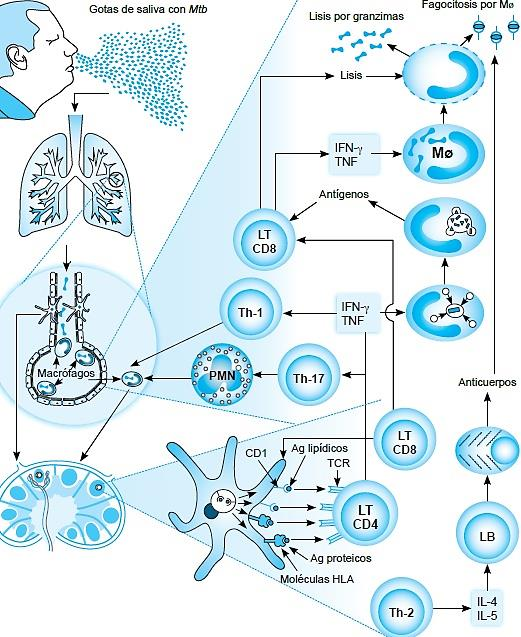 Gotas de saliva con Mtb
Fagocitosis por Mø
Lisis por granzimas
Lisis
IFN-γ
TNF
Mø
Antígenos
LT
CD8
Th-1
IFN-γ
TNF
Macrófagos
PMN
Th-17
Anticuerpos
LT
CD8
CD1
Ag lipídicos
TCR
LT
CD4
LB
Ag proteicos
Moléculas HLA
Th-2
IL-4
IL-5